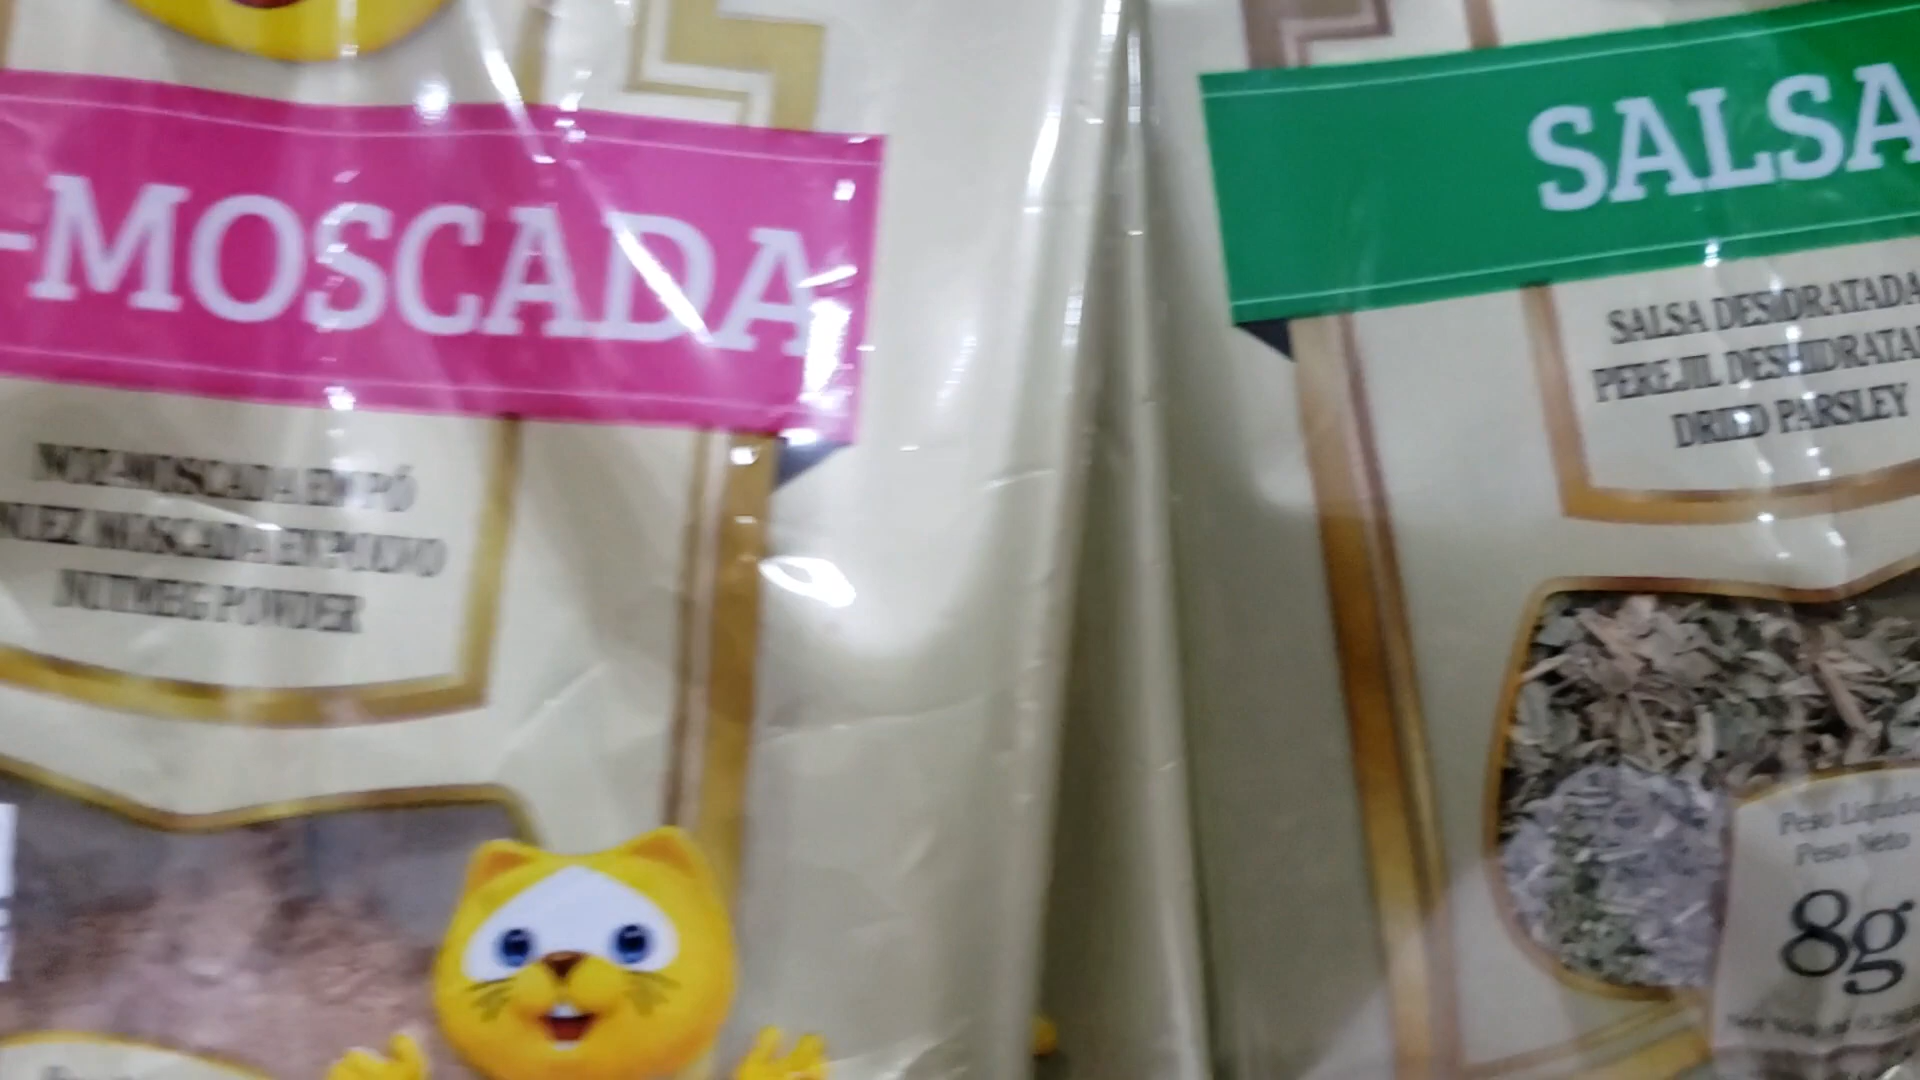 -MOSCADA
NOZ-MOSCADA EM PÓ
NUEZ MOSCADA EN POLVO
NUTMEG POWDER
SALSA
SALSA DESIDRATADA
PEREJIL DESHIDRATA
DRIED PARSLEY
Peso Líquido
Peso Neto
8g